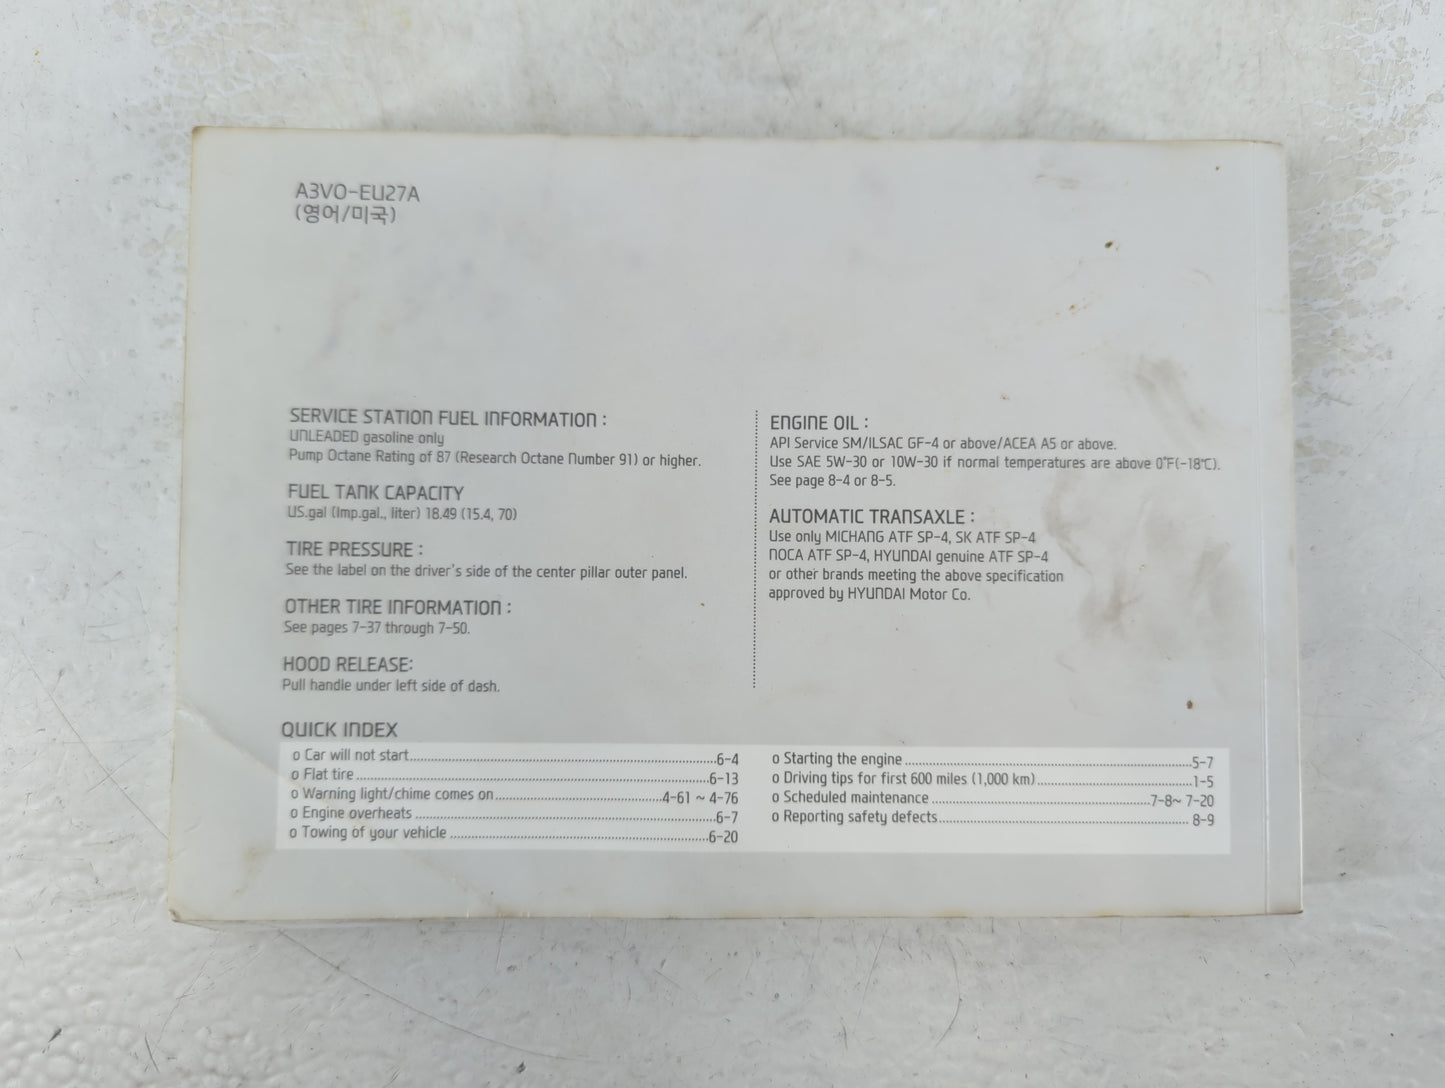 A3VO-EU27A
(영어/미국)
SERVICE STATION FUEL INFORMATION :
UNLEADED gasoline only
Pump Octane Rating of 87 (Research Octane Number 91) or higher.
FUEL TANK CAPACITY
US.gal (Imp.gal., liter) 18.49 (15.4, 70)
TIRE PRESSURE :
See the label on the driver's side of the center pillar outer panel.
OTHER TIRE INFORMATION :
See pages 7-37 through 7-50.
HOOD RELEASE:
Pull handle under left side of dash.
ENGINE OIL :
API Service SM/ILSAC GF-4 or above/ACEA A5 or above.
Use SAE 5W-30 or 10W-30 if normal temperatures are above 0°F(-18℃).
See page 8-4 or 8-5.
AUTOMATIC TRANSAXLE :
Use only MICHANG ATF SP-4, SK ATF SP-4
NOCA ATF SP-4, HYUNDAI genuine ATF SP-4
or other brands meeting the above specification
approved by HYUNDAI Motor Co.
QUICK INDEX
o Car will not start........6-4
o Flat tire........6-13
o Warning light/chime comes on........4-61 ~ 4-76
o Engine overheats........6-7
o Towing of your vehicle........6-20
o Starting the engine........5-7
o Driving tips for first 600 miles (1,000 km)........1-5
o Scheduled maintenance........7-8~ 7-20
o Reporting safety defects........8-9